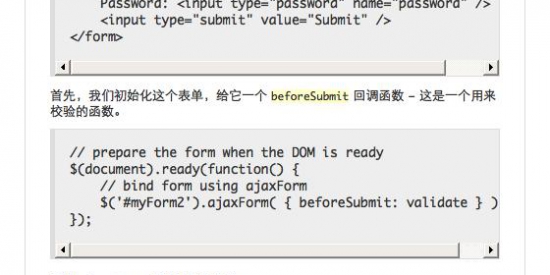 Password: <input type="password" name="password" />
<input type="submit" value="Submit" />
</form>
首先，我们初始化这个表单，给它一个 beforeSubmit 回调函数 – 这是一个用来
校验的函数。
// prepare the form when the DOM is ready
$(document).ready(function() {
// bind form using ajaxForm
$('#myForm2').ajaxForm( { beforeSubmit: validate } )
});